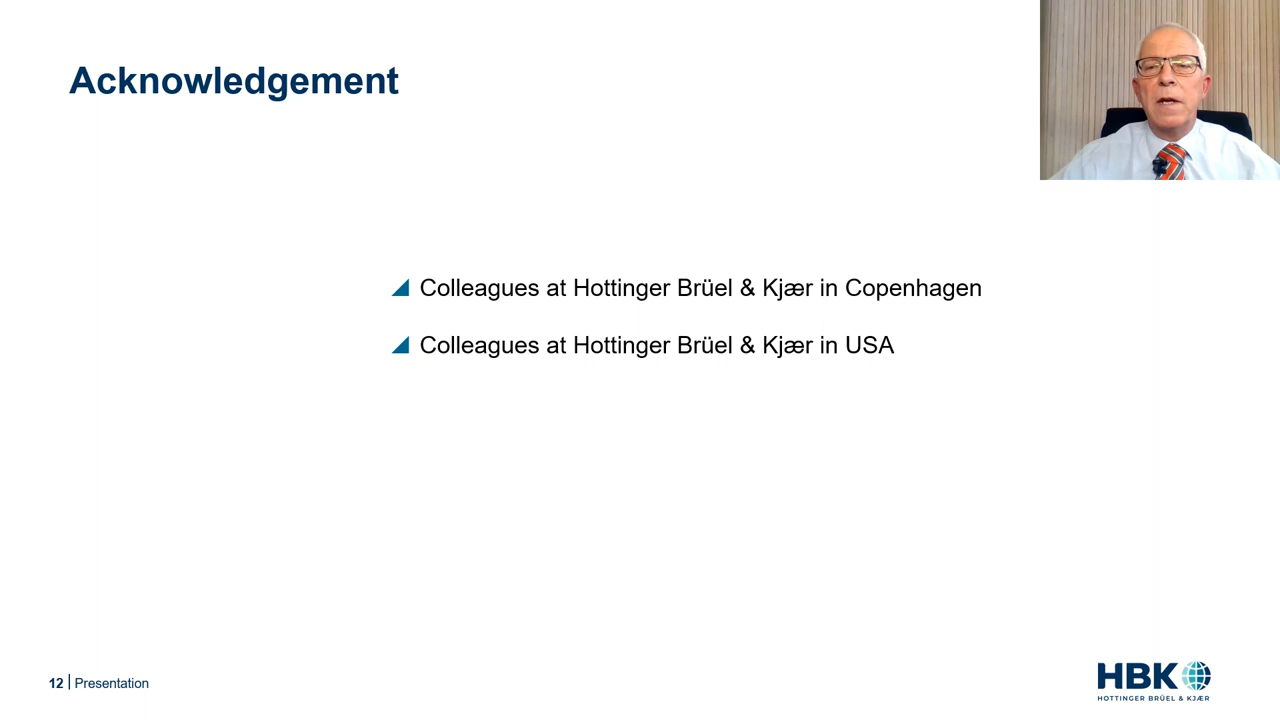 Acknowledgement
Colleagues at Hottinger Brüel & Kjær in Copenhagen
Colleagues at Hottinger Brüel & Kjær in USA
12 | Presentation
HBK
HOTTINGER BRÜEL & KJÆR